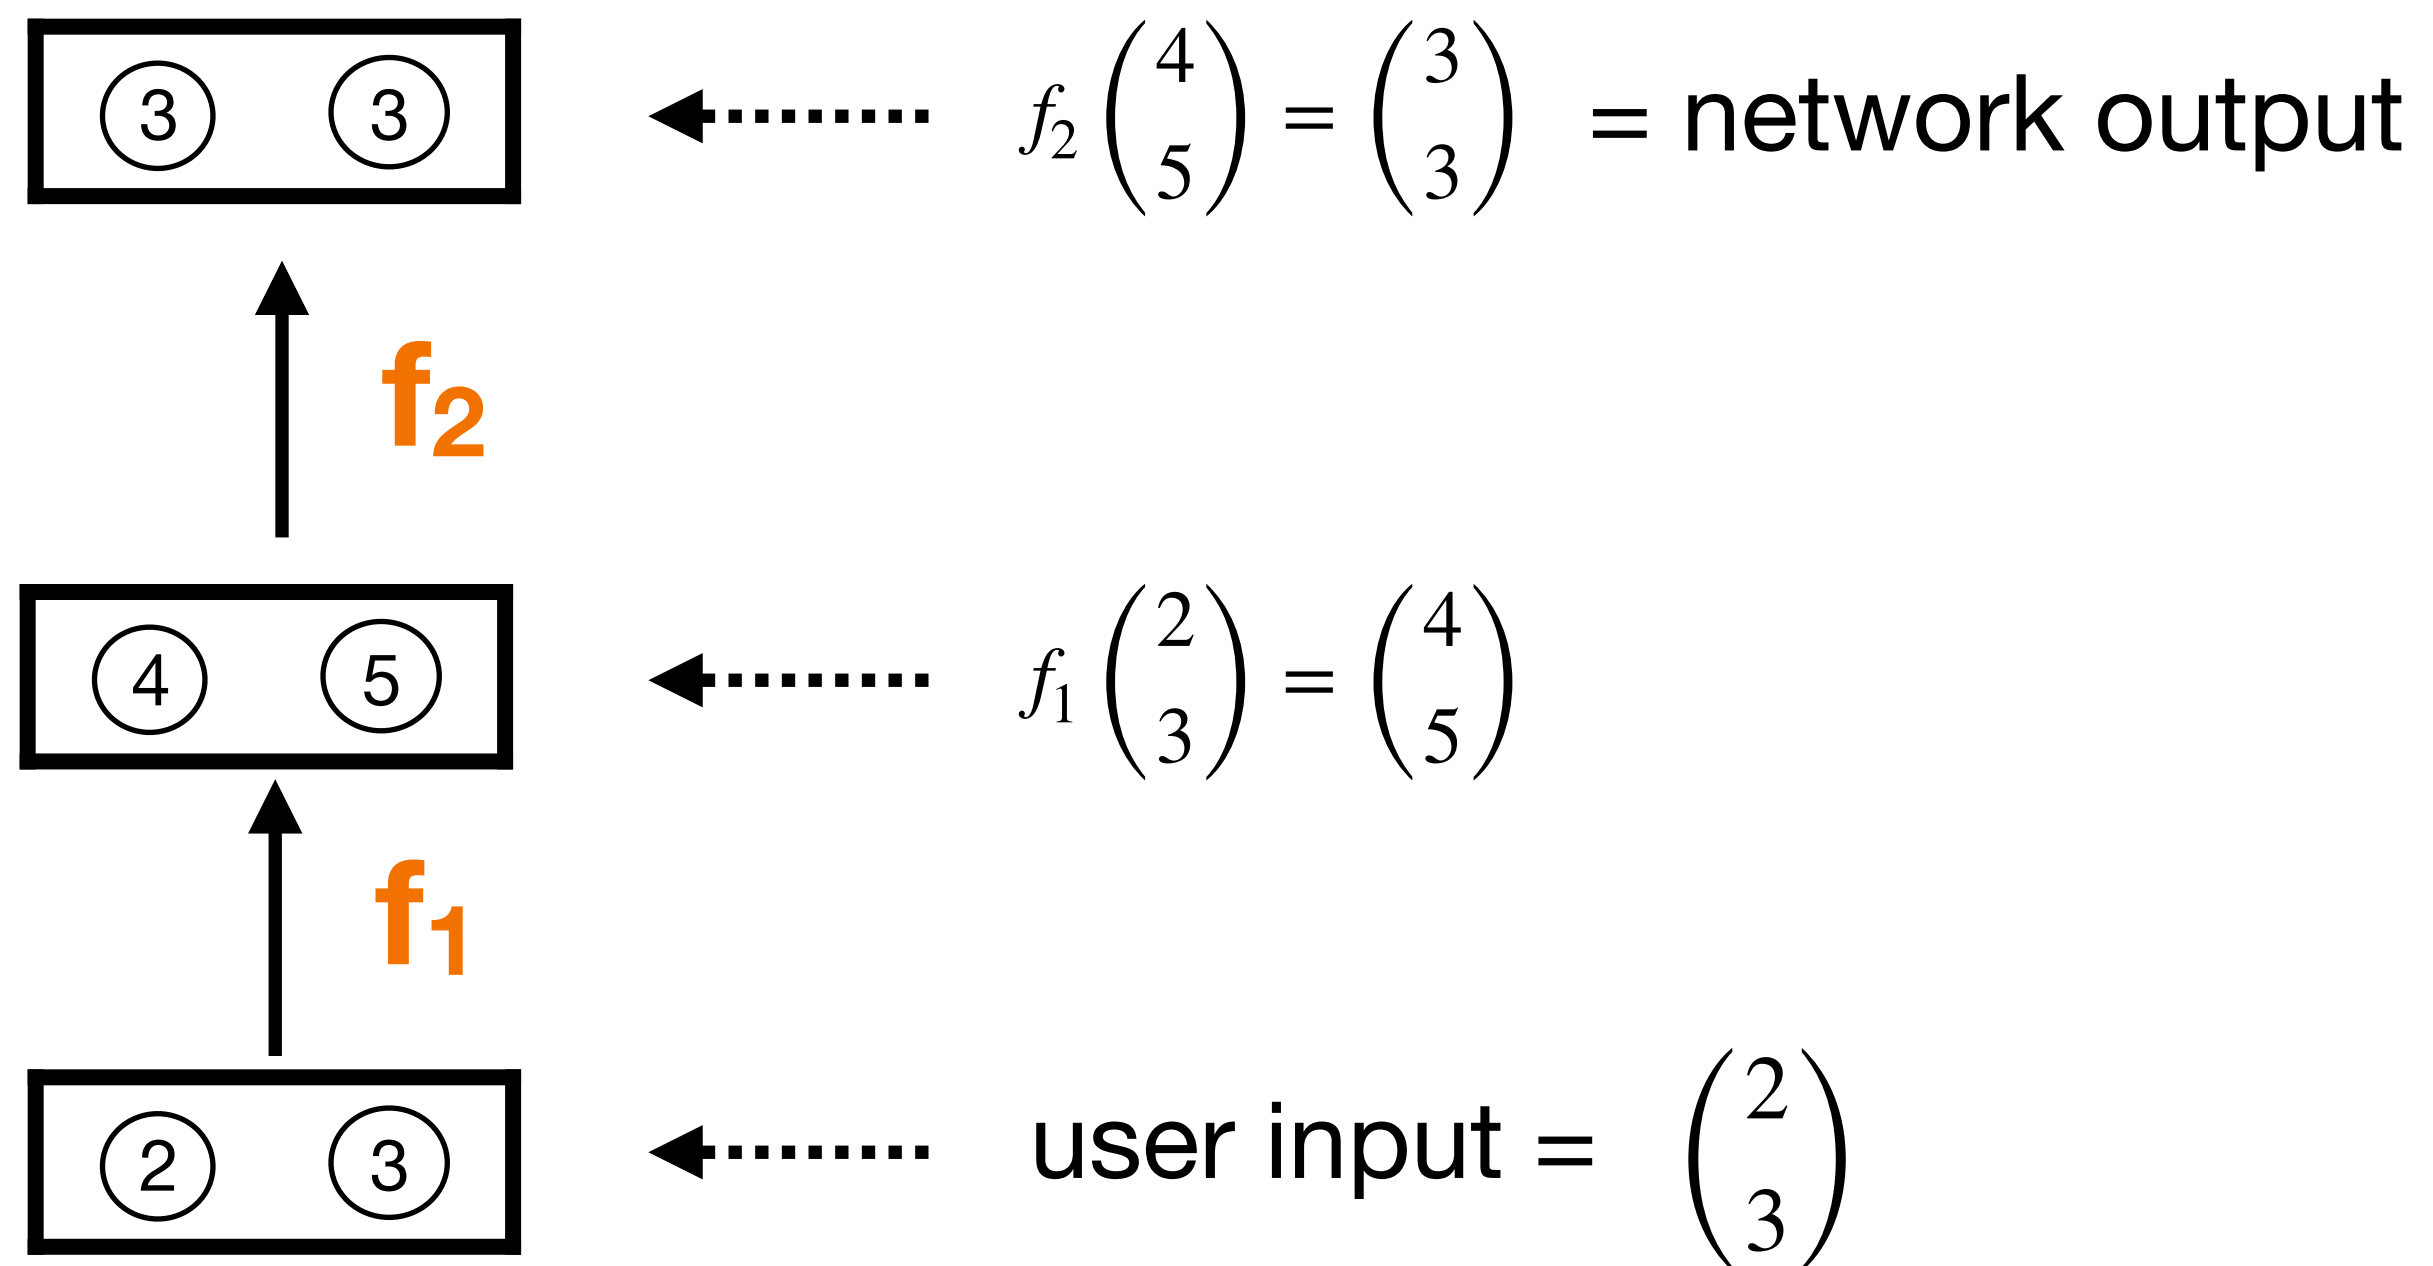 3 3
f₂ (4 5) = (3 3) = network output
f₂
4 5
f₁ (2 3) = (4 5)
f₁
2 3
user input = (2 3)